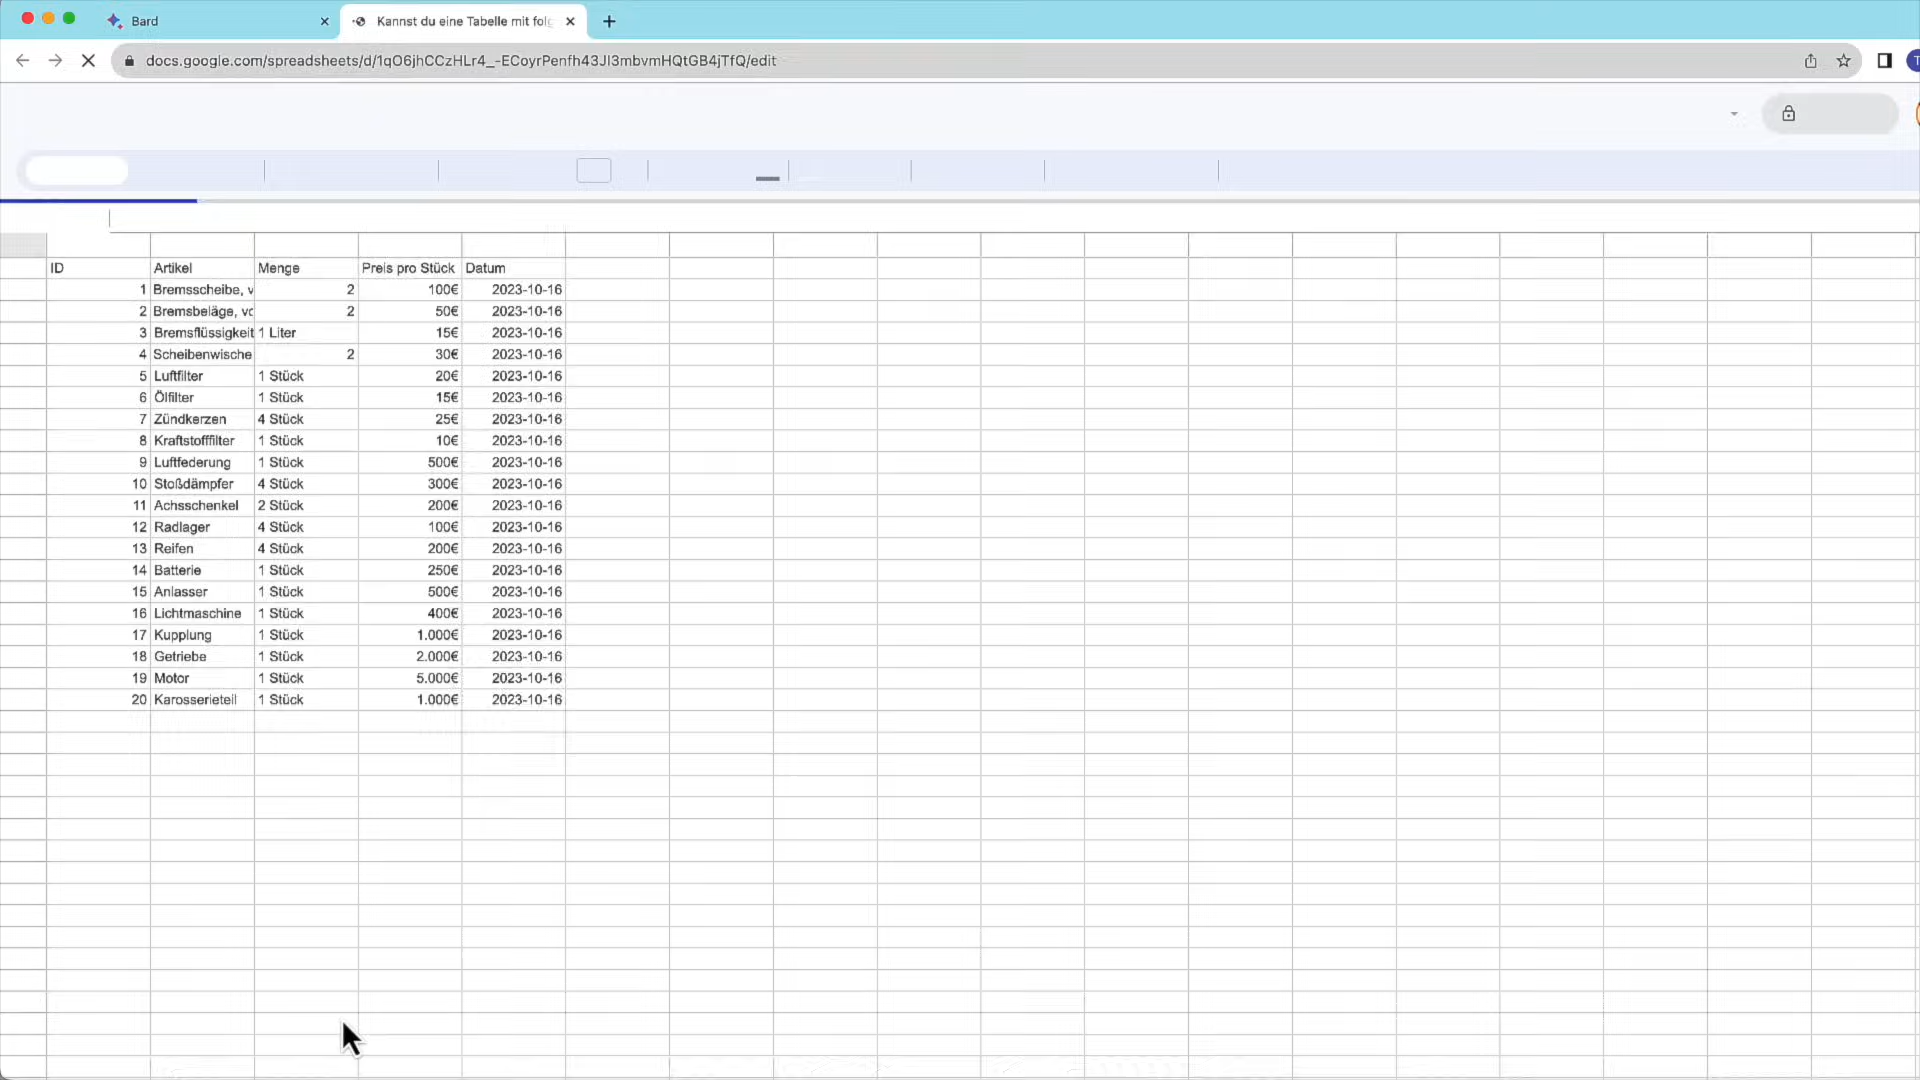 Bard
Kannst du eine Tabelle mit folg
docs.google.com/spreadsheets/d/1qO6jhCCzHLr4_-ECoyrPenfh43JI3mbvmHQtGB4jTfQ/edit
ID Artikel Menge Preis pro Stück Datum
1 Bremsscheibe, v 2 100€ 2023-10-16
2 Bremsbeläge, vo 2 50€ 2023-10-16
3 Bremsflüssigkeit 1 Liter 15€ 2023-10-16
4 Scheibenwische 2 30€ 2023-10-16
5 Luftfilter 1 Stück 20€ 2023-10-16
6 Ölfilter 1 Stück 15€ 2023-10-16
7 Zündkerzen 4 Stück 25€ 2023-10-16
8 Kraftstofffilter 1 Stück 10€ 2023-10-16
9 Luftfederung 1 Stück 500€ 2023-10-16
10 Stoßdämpfer 4 Stück 300€ 2023-10-16
11 Achsschenkel 2 Stück 200€ 2023-10-16
12 Radlager 4 Stück 100€ 2023-10-16
13 Reifen 4 Stück 200€ 2023-10-16
14 Batterie 1 Stück 250€ 2023-10-16
15 Anlasser 1 Stück 500€ 2023-10-16
16 Lichtmaschine 1 Stück 400€ 2023-10-16
17 Kupplung 1 Stück 1.000€ 2023-10-16
18 Getriebe 1 Stück 2.000€ 2023-10-16
19 Motor 1 Stück 5.000€ 2023-10-16
20 Karosserieteil 1 Stück 1.000€ 2023-10-16